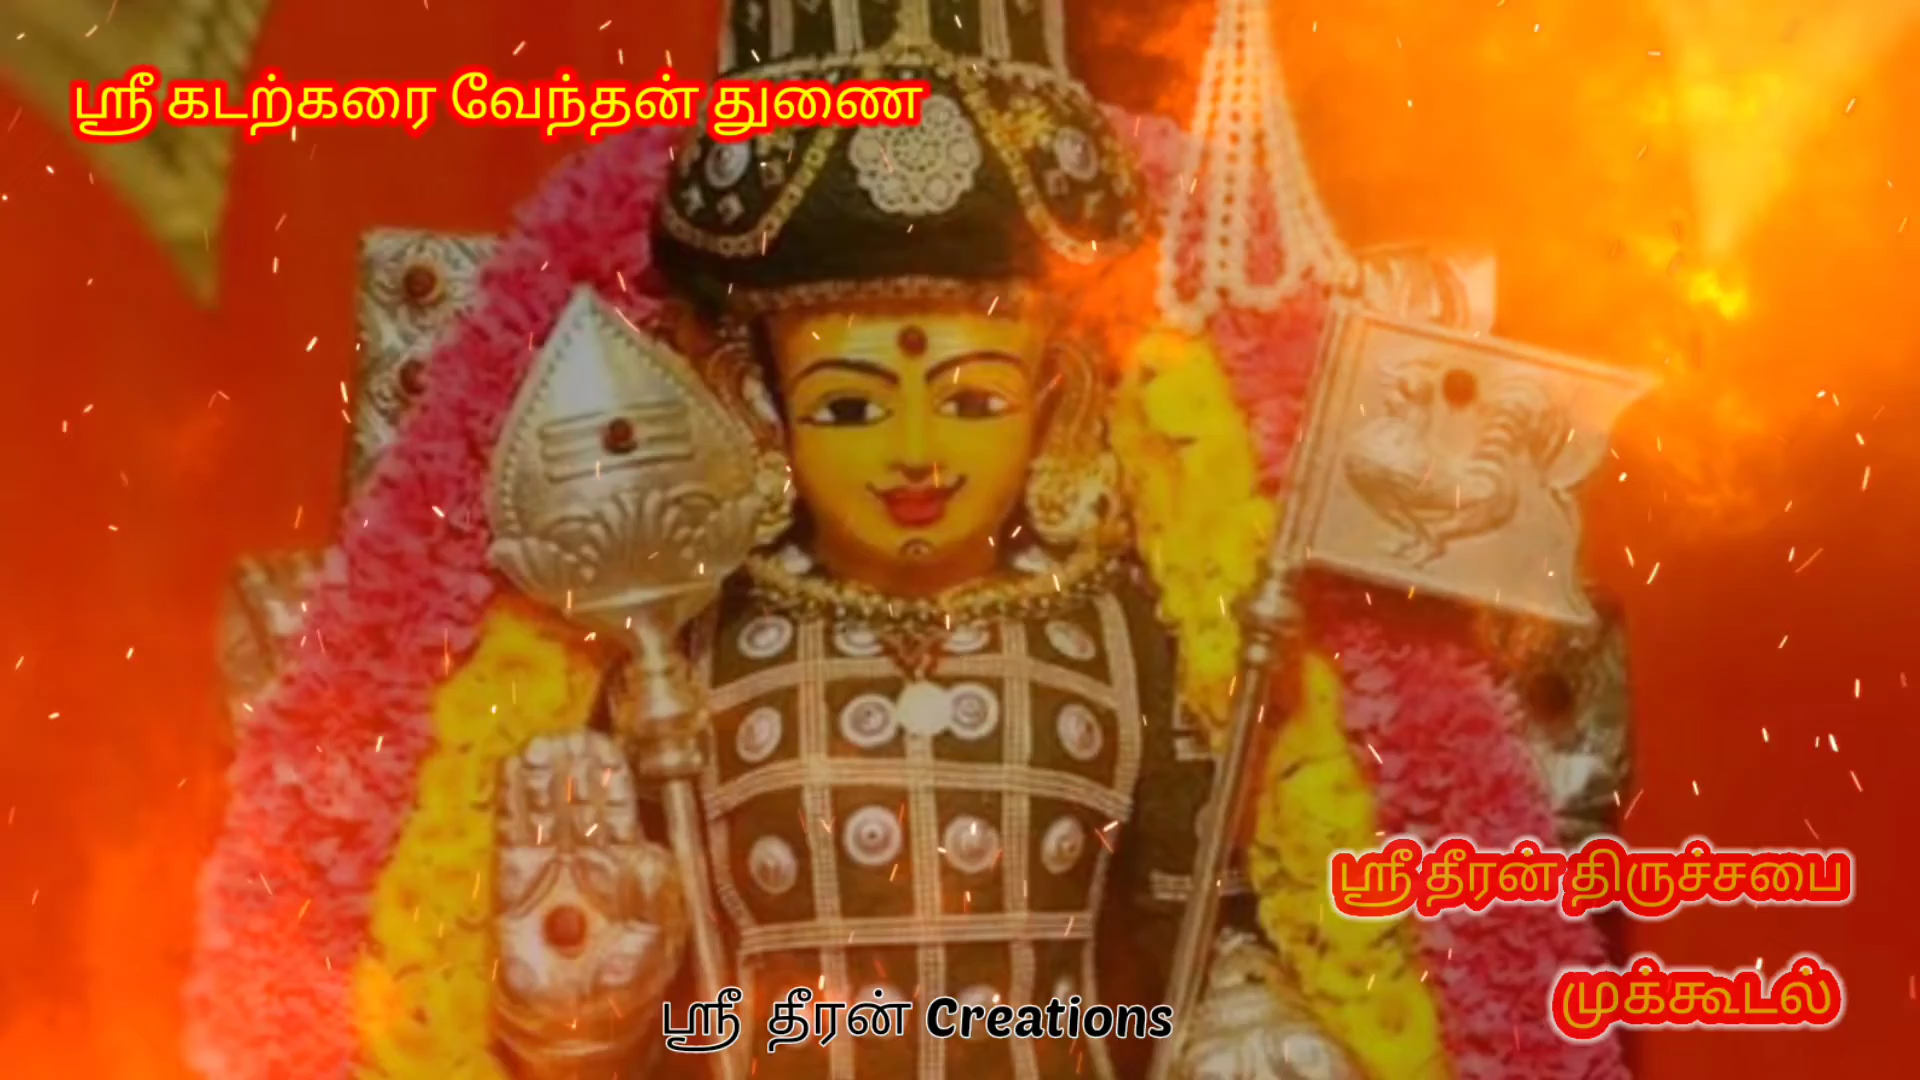 ஸ்ரீ கடற்கரை வேந்தன் துணை
ஸ்ரீ தீரன் திருச்சபை
முக்கூடல்
ஸ்ரீ தீரன் Creations